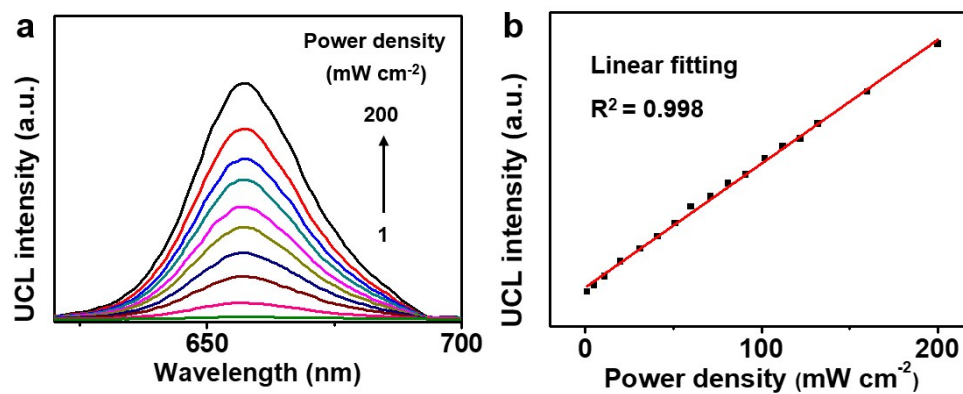 a
UCL intensity (a.u.)
Power density
(mW cm-2)
200
1
650
700
Wavelength (nm)
b
UCL intensity (a.u.)
Linear fitting
R2 = 0.998
0
100
200
Power density (mW cm-2)